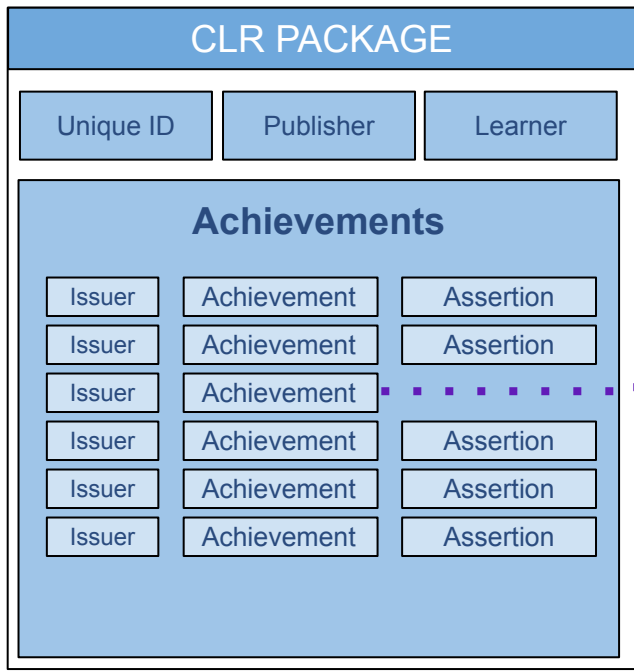 CLR PACKAGE
Unique ID Publisher Learner
Achievements
Issuer Achievement Assertion
Issuer Achievement Assertion
Issuer Achievement
Issuer Achievement Assertion
Issuer Achievement Assertion
Issuer Achievement Assertion